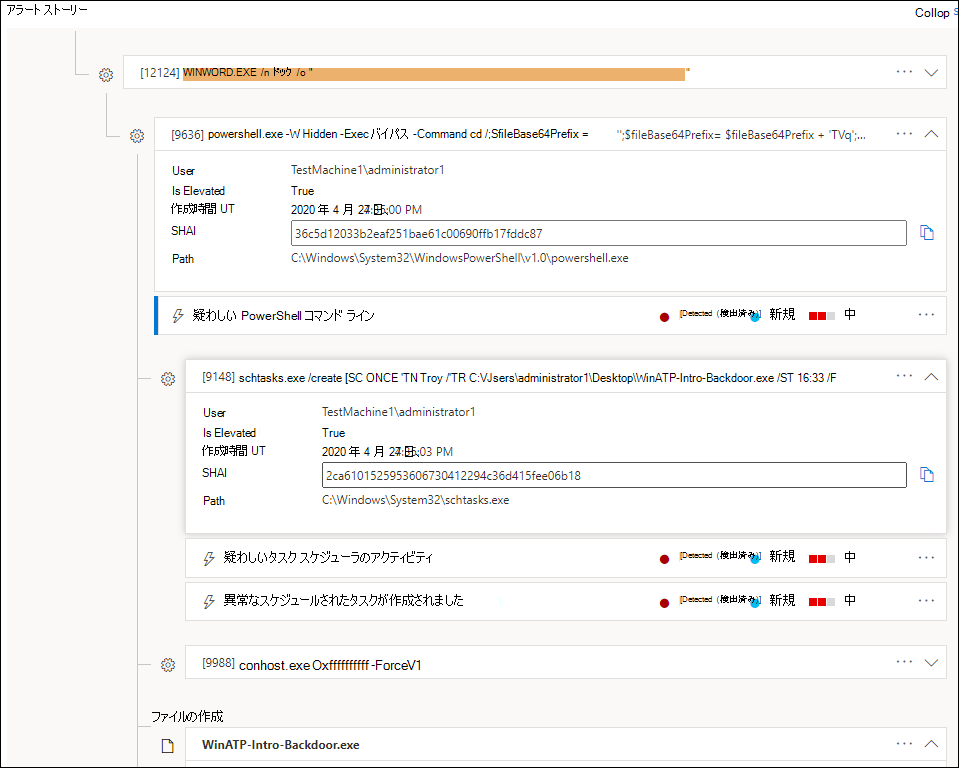 アラート ストーリー
Collop S
[12124] WINWORD.EXE /n ドック /o " "
[9636] powershell.exe -W Hidden -Exec バイパス -Command cd /;$fileBase64Prefix = '';$fileBase64Prefix= $fileBase64Prefix + 'TVq';...
User TestMachine1\administrator1
Is Elevated True
作成時間 UT 2020 年 4 月 27日、 :00 PM
SHAI 36c5d12033b2eaf251bae61c00690ffb17fddc87
Path C:\Windows\System32\WindowsPowerShell\v1.0\powershell.exe
疑わしい PowerShell コマンド ライン [Detected (検出済み)] 新規 中
[9148] schtasks.exe /create [SC ONCE 'TN Troy /'TR C:\Jsers\administrator1\Desktop\WinATP-Intro-Backdoor.exe /ST 16:33 /F
User TestMachine1\administrator1
Is Elevated True
作成時間 UT 2020 年 4 月 27日、 :03 PM
SHAI 2ca6101525953606730412294c36d415fee06b18
Path C:\Windows\System32\schtasks.exe
疑わしいタスク スケジューラのアクティビティ [Detected (検出済み)] 新規 中
異常なスケジュールされたタスクが作成されました [Detected (検出済み)] 新規 中
[9988] conhost.exe Oxffffffffff -ForceV1
ファイルの作成
WinATP-Intro-Backdoor.exe